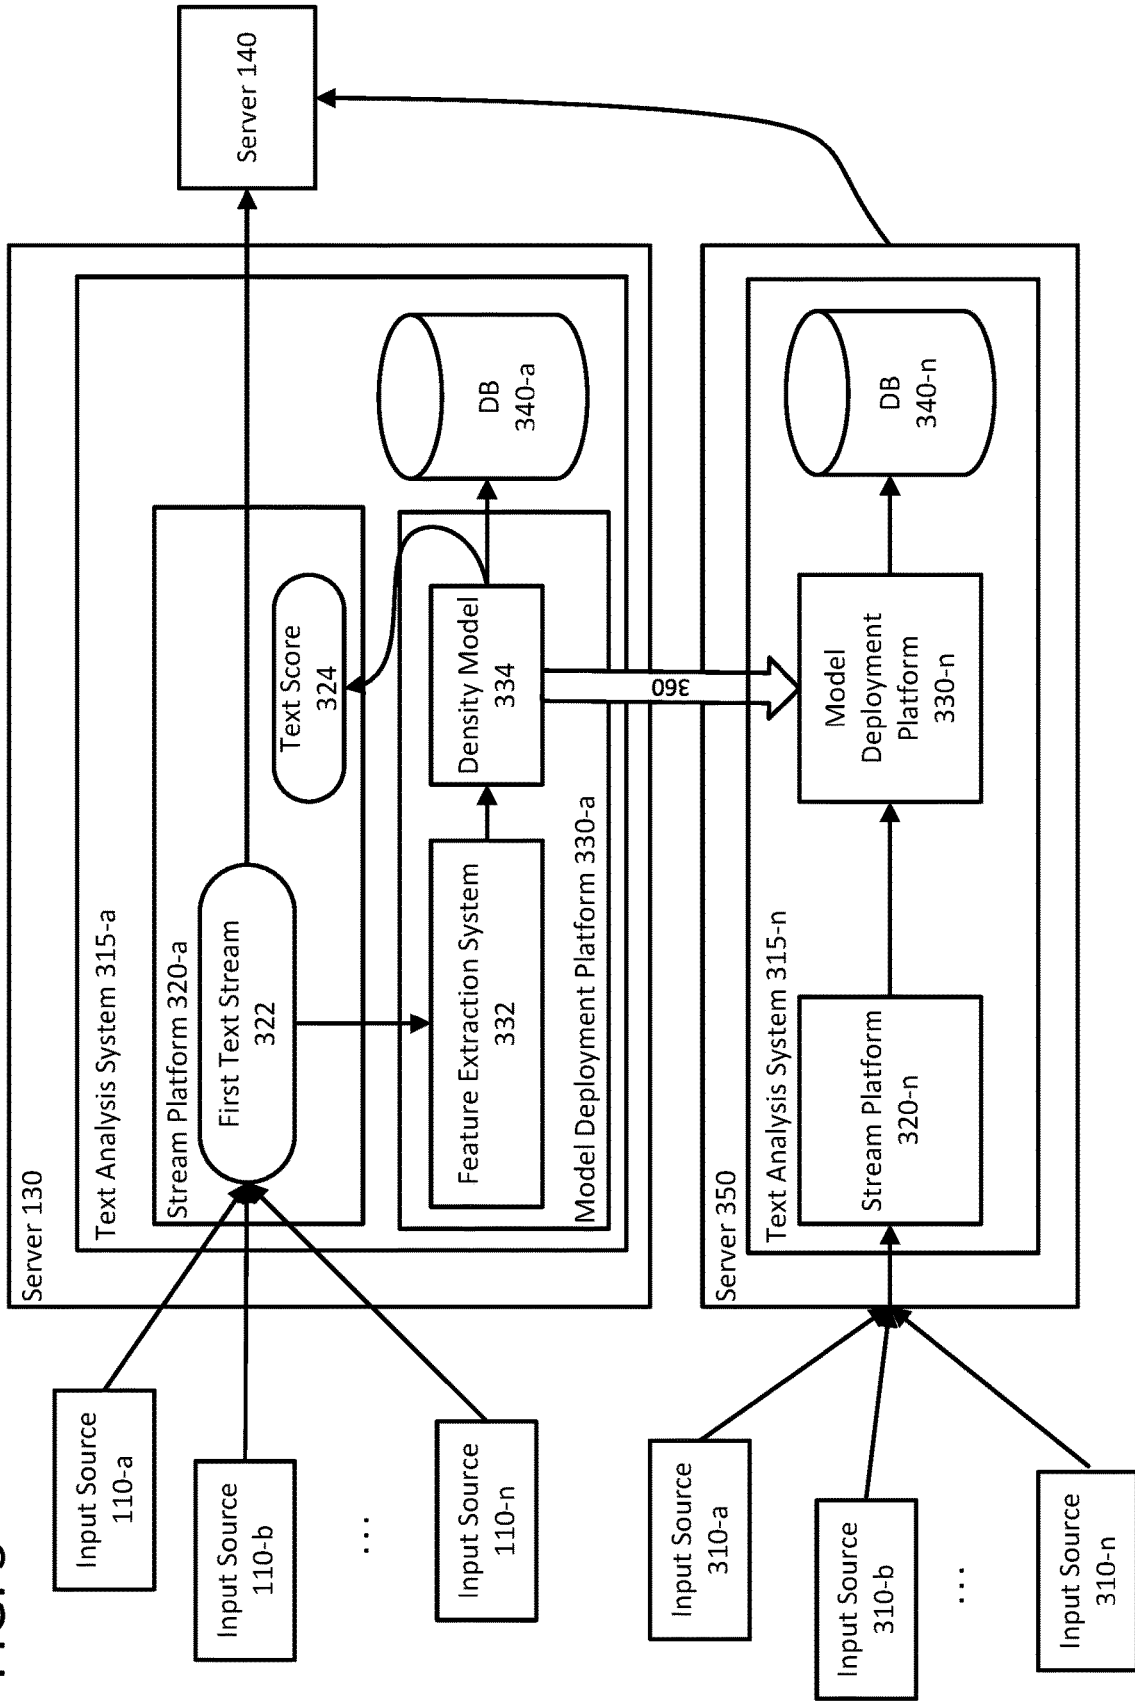 Input Source
110-a
Input Source
110-b
...
Input Source
110-n
Server 130
Text Analysis System 315-a
Stream Platform 320-a
First Text Stream
322
Text Score
324
Feature Extraction System
332
Density Model
334
Model Deployment Platform 330-a
DB
340-a
Server 140
360
Input Source
310-a
Input Source
310-b
...
Input Source
310-n
Server 350
Text Analysis System 315-n
Stream Platform
320-n
Model
Deployment
Platform
330-n
DB
340-n